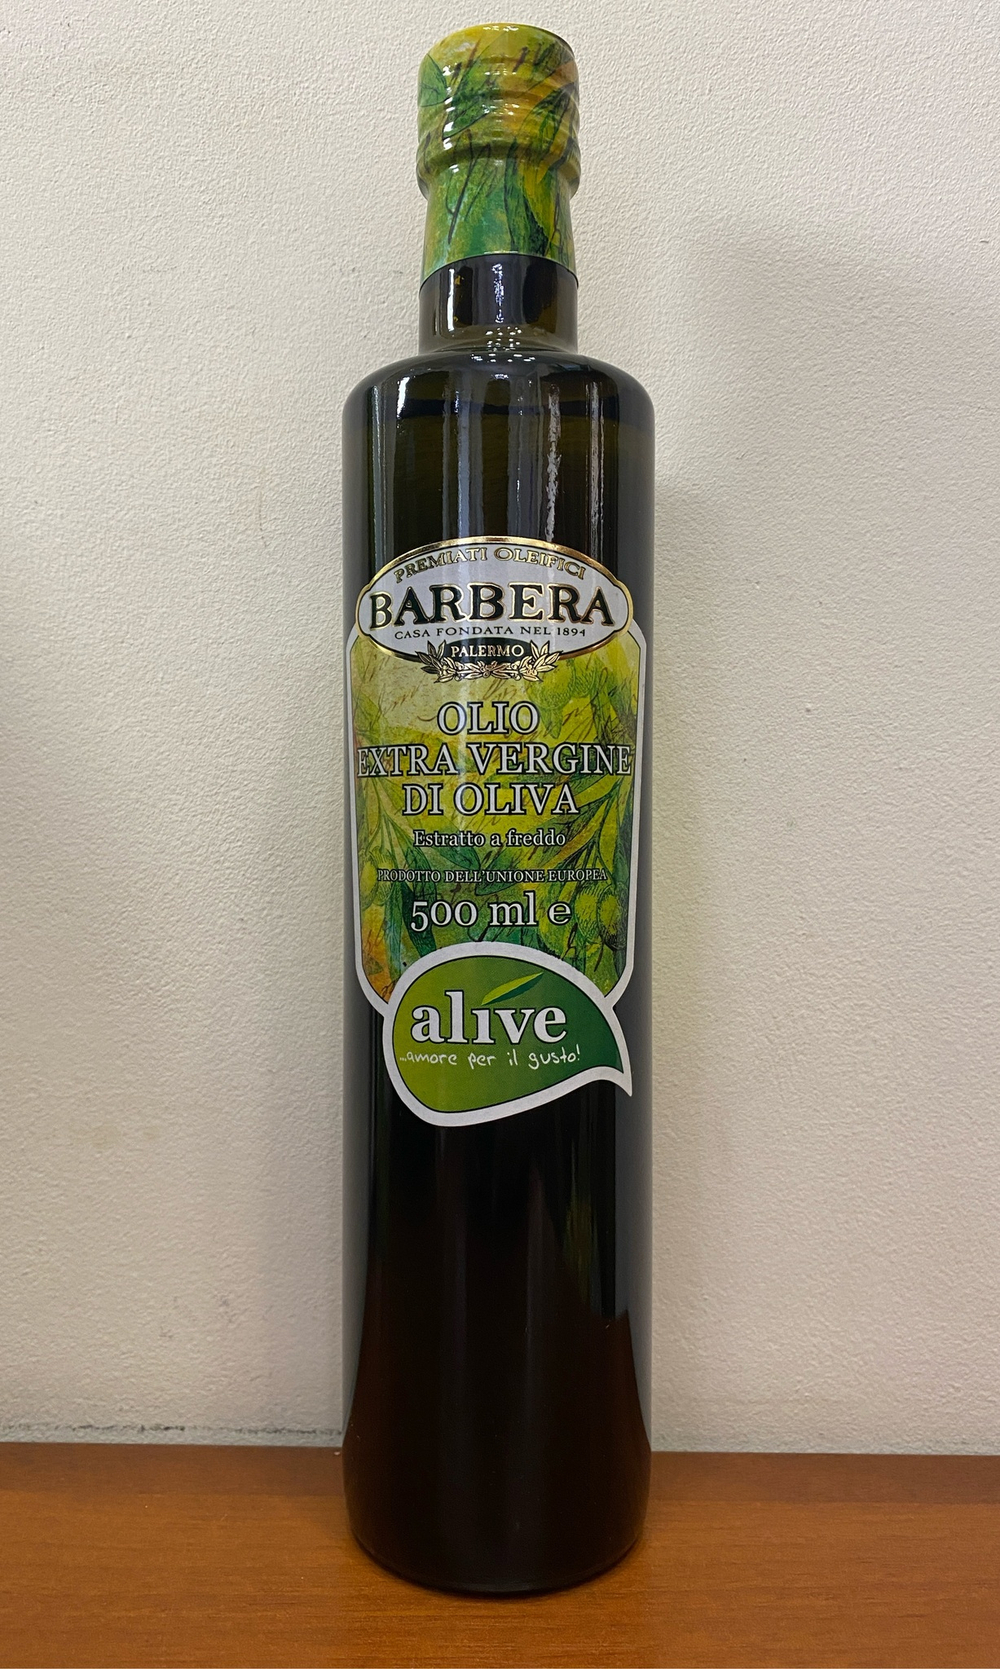 PREMIATI OLEIFICI
BARBERA
CASA FONDATA NEL 1894
PALERMO
OLIO
EXTRA VERGINE
DI OLIVA
Estratto a freddo
PRODOTTO DELL'UNIONE EUROPEA
500 ml e
alive
...amore per il gusto!